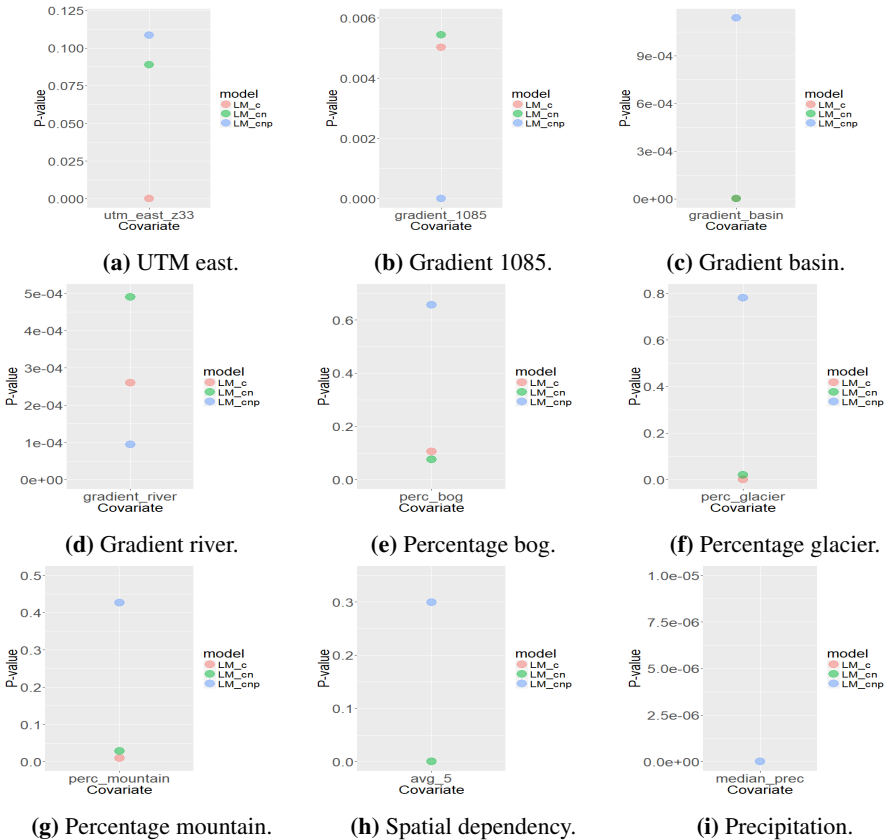 0.125
0.100
0.075
0.050
0.025
0.000
P-value
utm_east_z33
Covariate
model
LM_c
LM_cn
LM_cnp
(a) UTM east.
0.006
0.004
0.002
0.000
P-value
gradient_1085
Covariate
model
LM_c
LM_cn
LM_cnp
(b) Gradient 1085.
9e-04
6e-04
3e-04
0e+00
P-value
gradient_basin
Covariate
model
LM_c
LM_cn
LM_cnp
(c) Gradient basin.
5e-04
4e-04
3e-04
2e-04
1e-04
0e+00
P-value
gradient_river
Covariate
model
LM_c
LM_cn
LM_cnp
(d) Gradient river.
0.6
0.4
0.2
0.0
P-value
perc_bog
Covariate
model
LM_c
LM_cn
LM_cnp
(e) Percentage bog.
0.8
0.6
0.4
0.2
0.0
P-value
perc_glacier
Covariate
model
LM_c
LM_cn
LM_cnp
(f) Percentage glacier.
0.5
0.4
0.3
0.2
0.1
0.0
P-value
perc_mountain
Covariate
model
LM_c
LM_cn
LM_cnp
(g) Percentage mountain.
0.3
0.2
0.1
0.0
P-value
avg_5
Covariate
model
LM_c
LM_cn
LM_cnp
(h) Spatial dependency.
1.0e-05
7.5e-06
5.0e-06
2.5e-06
0.0e+00
P-value
median_prec
Covariate
model
LM_c
LM_cn
LM_cnp
(i) Precipitation.